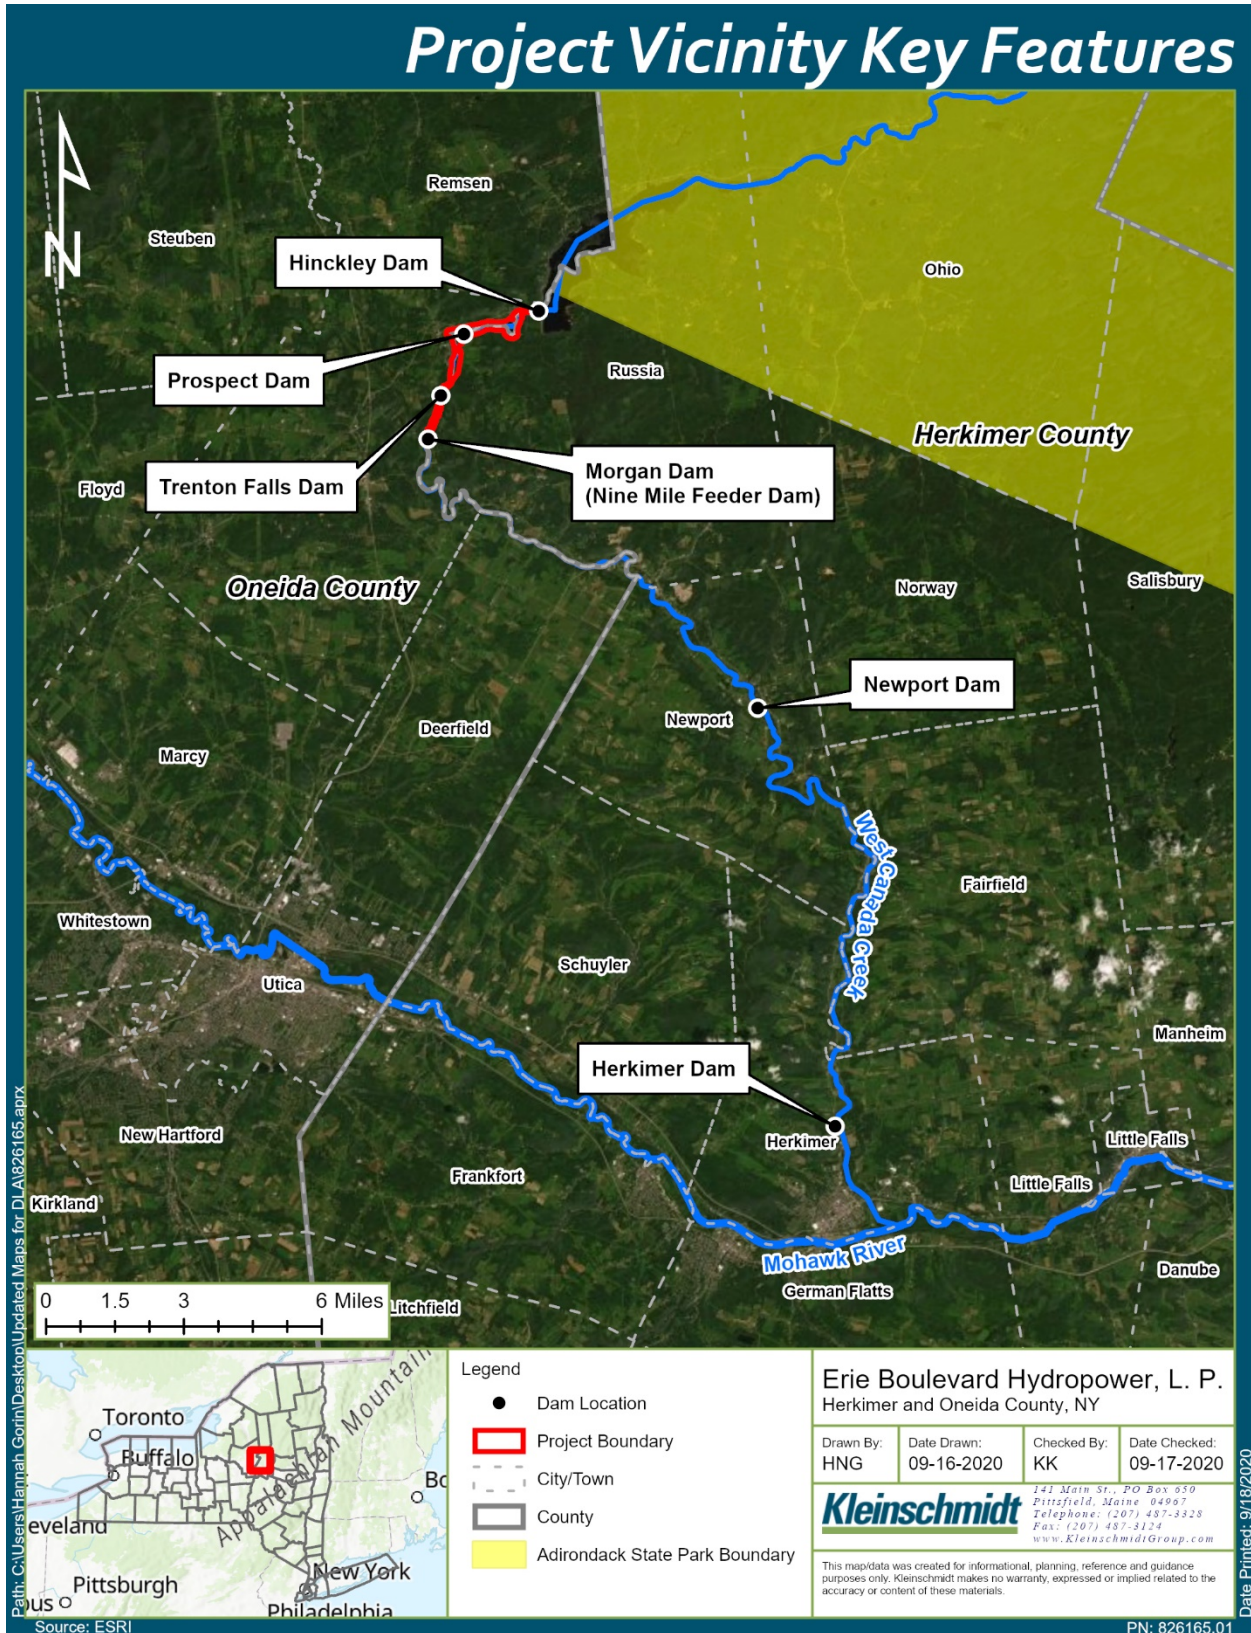 Project Vicinity Key Features
Remsen
Steuben
Hinckley Dam
Ohio
N
Prospect Dam
Russia
Herkimer County
Trenton Falls Dam
Morgan Dam
(Nine Mile Feeder Dam)
Floyd
Oneida County
Norway
Salisbury
Newport Dam
Newport
Deerfield
Marcy
West Canada Creek
Fairfield
Whitestown
Utica
Schuyler
Manheim
Herkimer Dam
Herkimer
Little Falls
New Hartford
Frankfort
Little Falls
Kirkland
Mohawk River
German Flatts
Danube
Litchfield
0 1.5 3 6 Miles
Path: C:\Users\Hannah Gorin\Desktop\Updated Maps for DLA\826165.aprx
Toronto
Buffalo
Appalachian Mountain
Bo
eveland
New York
Pittsburgh
Philadelphia
ous
Source: ESRI
Legend
Dam Location
Project Boundary
City/Town
County
Adirondack State Park Boundary
Erie Boulevard Hydropower, L. P.
Herkimer and Oneida County, NY
Drawn By: Date Drawn: Checked By: Date Checked:
HNG 09-16-2020 KK 09-17-2020
Kleinschmidt
141 Main St., PO Box 650
Pittsfield, Maine 04967
Telephone: (207) 487-3328
Fax: (207) 487-3124
www.KleinschmidtGroup.com
This map/data was created for informational, planning, reference and guidance
purposes only. Kleinschmidt makes no warranty, expressed or implied related to the
accuracy or content of these materials.
PN: 826165.01
Date Printed: 9/18/2020